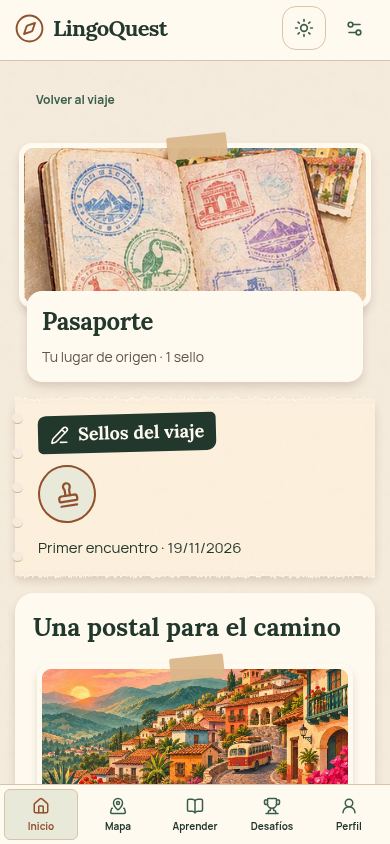 LingoQuest
Volver al viaje
Pasaporte
Tu lugar de origen · 1 sello
Sellos del viaje
Primer encuentro · 19/11/2026
Una postal para el camino
Inicio
Mapa
Aprender
Desafíos
Perfil